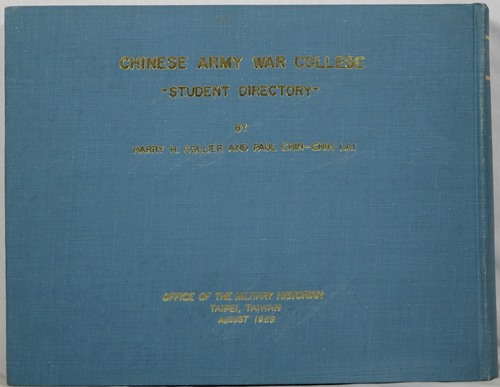 CHINESE ARMY WAR COLLEGE
"STUDENT DIRECTORY"
BY
HARRY H. COLLIER AND PAUL CHIN-CHIH LAI
OFFICE OF THE MILITARY HISTORIAN
TAIPEI, TAIWAN
AUGUST 1969